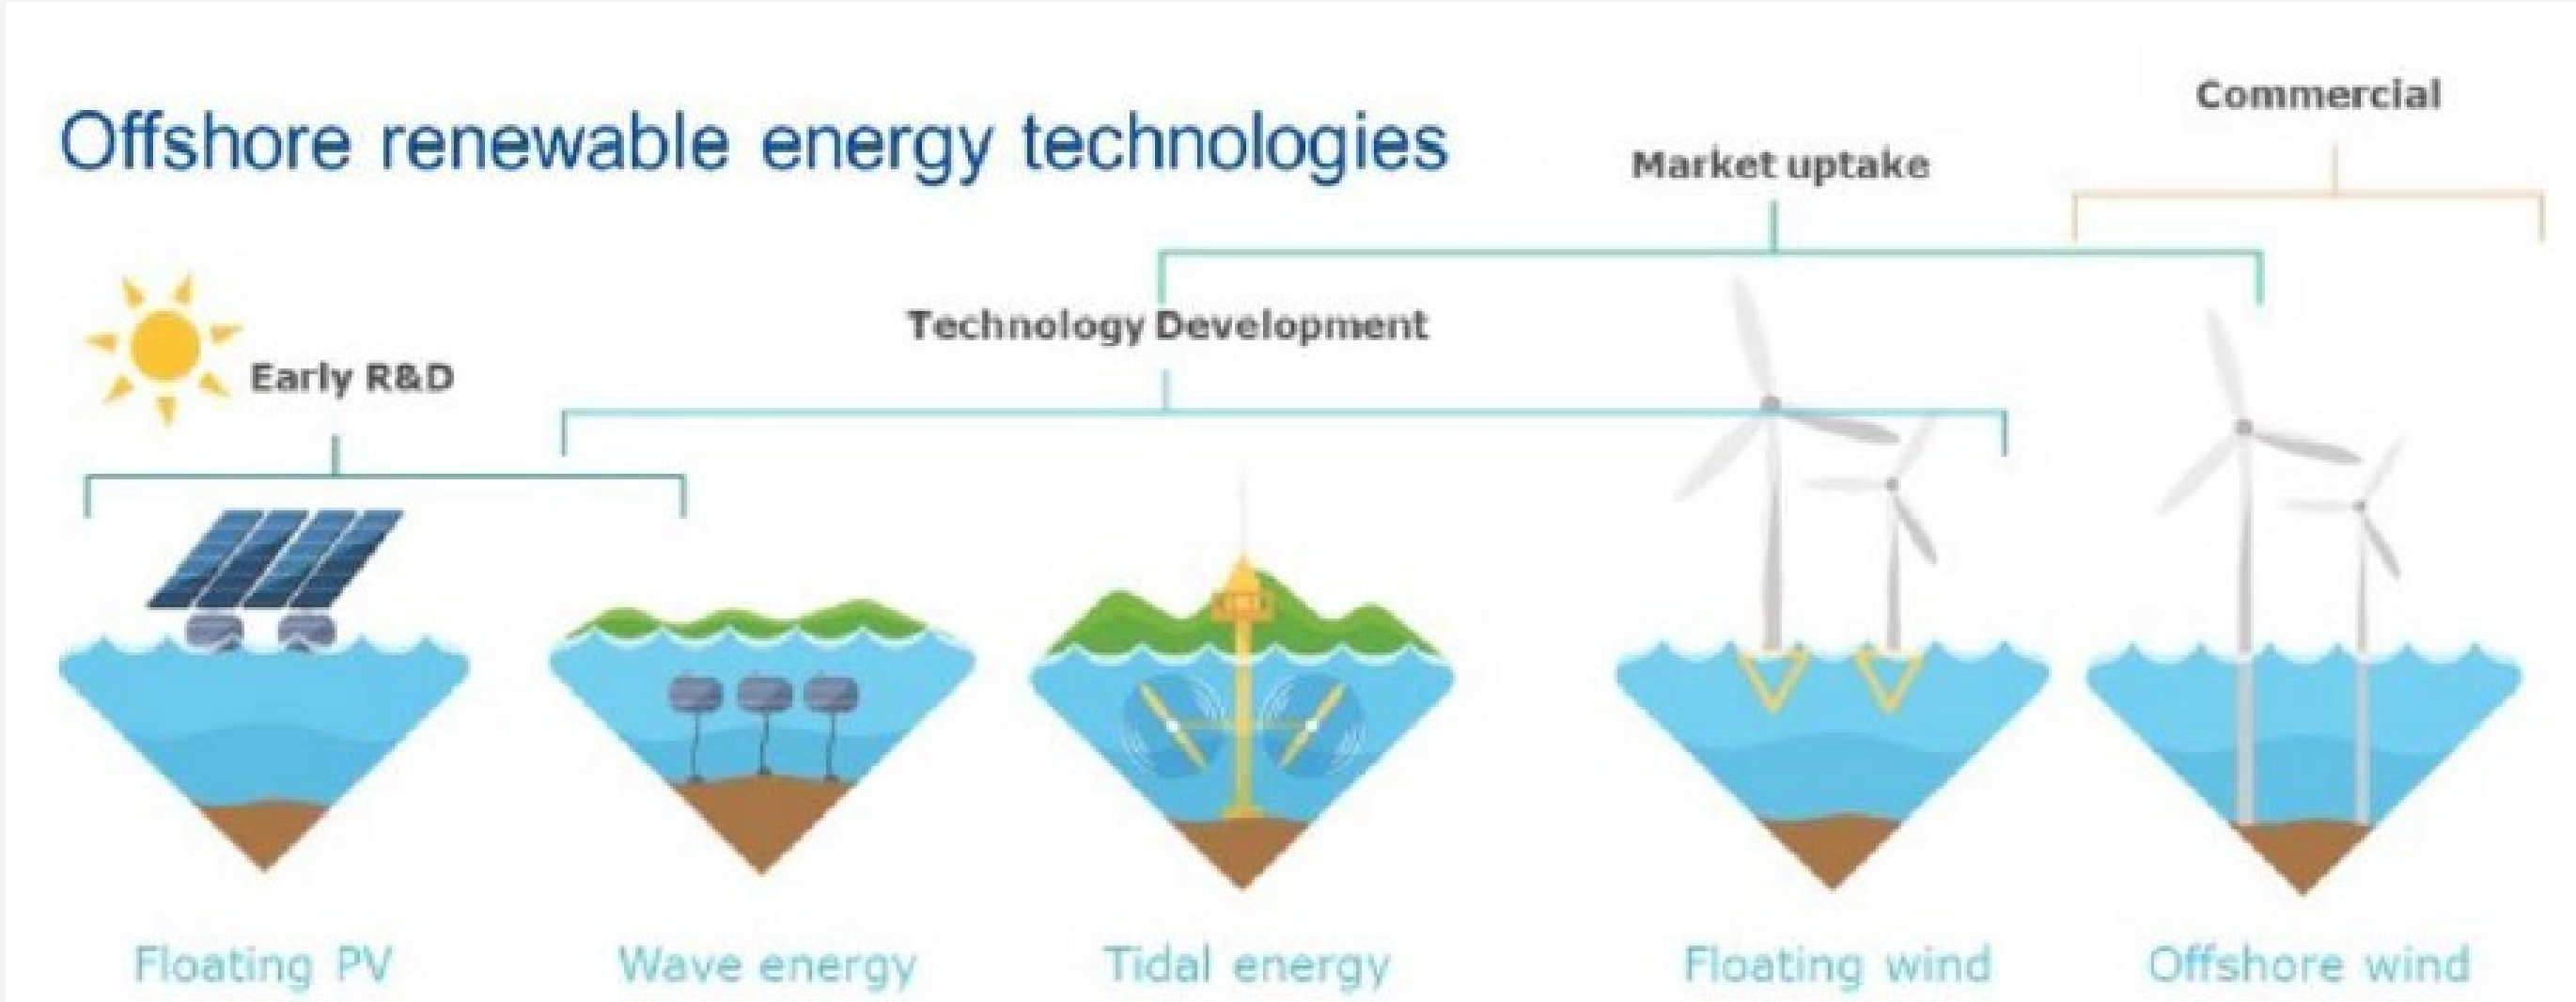 Offshore renewable energy technologies
Commercial
Market uptake
Technology Development
Early R&D
Floating PV
Wave energy
Tidal energy
Floating wind
Offshore wind